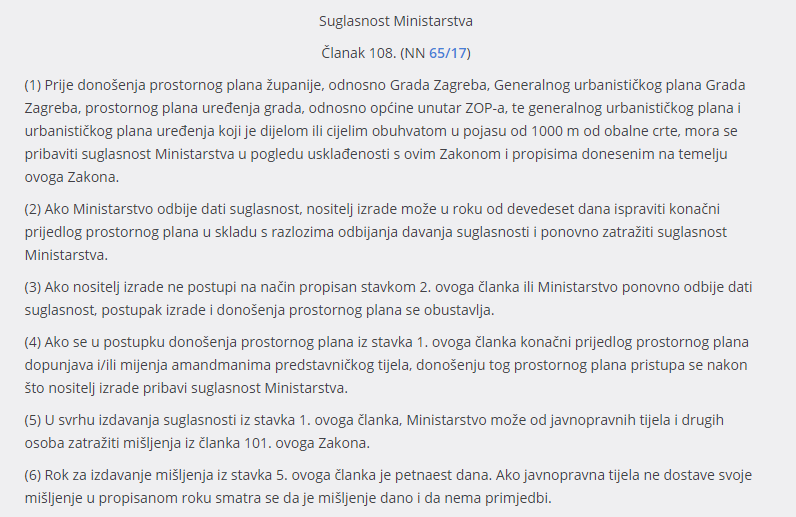 Suglasnost Ministarstva
Članak 108. (NN 65/17)
(1) Prije donošenja prostornog plana županije, odnosno Grada Zagreba, Generalnog urbanističkog plana Grada
Zagreba, prostornog plana uređenja grada, odnosno općine unutar ZOP-a, te generalnog urbanističkog plana i
urbanističkog plana uređenja koji je dijelom ili cijelim obuhvatom u pojasu od 1000 m od obalne crte, mora se
pribaviti suglasnost Ministarstva u pogledu usklađenosti s ovim Zakonom i propisima donesenim na temelju
ovoga Zakona.
(2) Ako Ministarstvo odbije dati suglasnost, nositelj izrade može u roku od devedeset dana ispraviti konačni
prijedlog prostornog plana u skladu s razlozima odbijanja davanja suglasnosti i ponovno zatražiti suglasnost
Ministarstva.
(3) Ako nositelj izrade ne postupi na način propisan stavkom 2. ovoga članka ili Ministarstvo ponovno odbije dati
suglasnost, postupak izrade i donošenja prostornog plana se obustavlja.
(4) Ako se u postupku donošenja prostornog plana iz stavka 1. ovoga članka konačni prijedlog prostornog plana
dopunjava i/ili mijenja amandmanima predstavničkog tijela, donošenju tog prostornog plana pristupa se nakon
što nositelj izrade pribavi suglasnost Ministarstva.
(5) U svrhu izdavanja suglasnosti iz stavka 1. ovoga članka, Ministarstvo može od javnopravnih tijela i drugih
osoba zatražiti mišljenja iz članka 101. ovoga Zakona.
(6) Rok za izdavanje mišljenja iz stavka 5. ovoga članka je petnaest dana. Ako javnopravna tijela ne dostave svoje
mišljenje u propisanom roku smatra se da je mišljenje dano i da nema primjedbi.